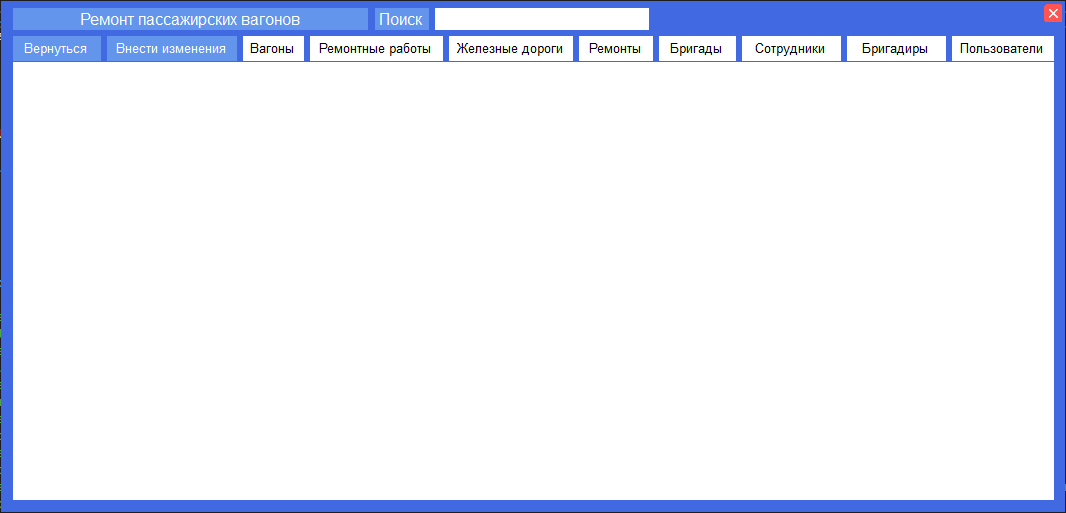 Ремонт пассажирских вагонов Поиск
Вернуться Внести изменения Вагоны Ремонтные работы Железные дороги Ремонты Бригады Сотрудники Бригадиры Пользователи